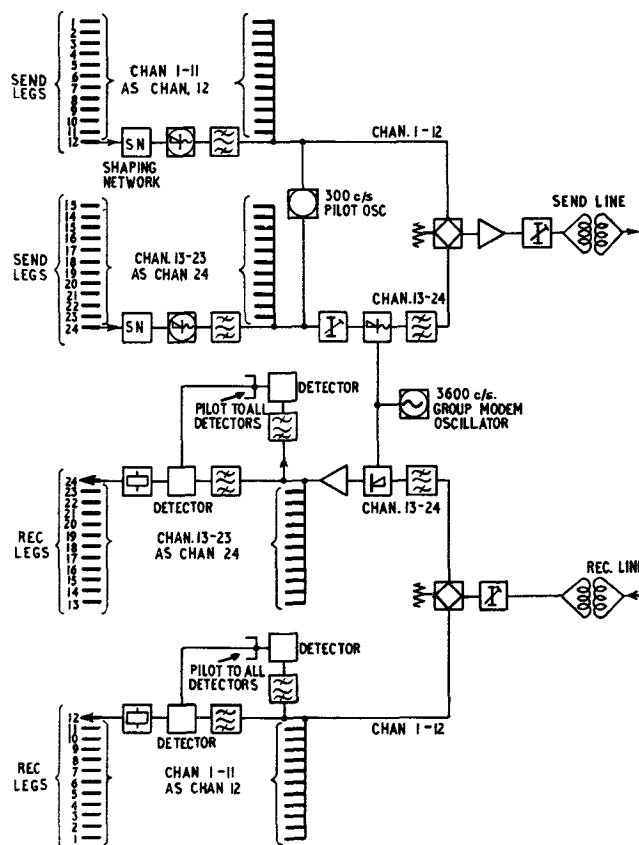 1
2
3
4
5
6
7
8
9
10
11
12
SEND
LEGS
CHAN 1-11
AS CHAN, 12
SN
SHAPING
NETWORK
CHAN. 1-12
300 c/s
PILOT OSC
SEND LINE
13
14
15
16
17
18
19
20
21
22
23
24
SEND
LEGS
CHAN. 13-23
AS CHAN 24
SN
CHAN. 13-24
3600 c/s.
GROUP MODEM
OSCILLATOR
DETECTOR
PILOT TO ALL
DETECTORS
24
23
22
21
20
19
18
17
16
15
14
13
REC
LEGS
DETECTOR
CHAN. 13-23
AS CHAN 24
CHAN. 13-24
REC. LINE
DETECTOR
PILOT TO ALL
DETECTORS
12
11
10
9
8
7
6
5
4
3
2
1
REC
LEGS
DETECTOR
CHAN 1-11
AS CHAN 12
CHAN 1-12